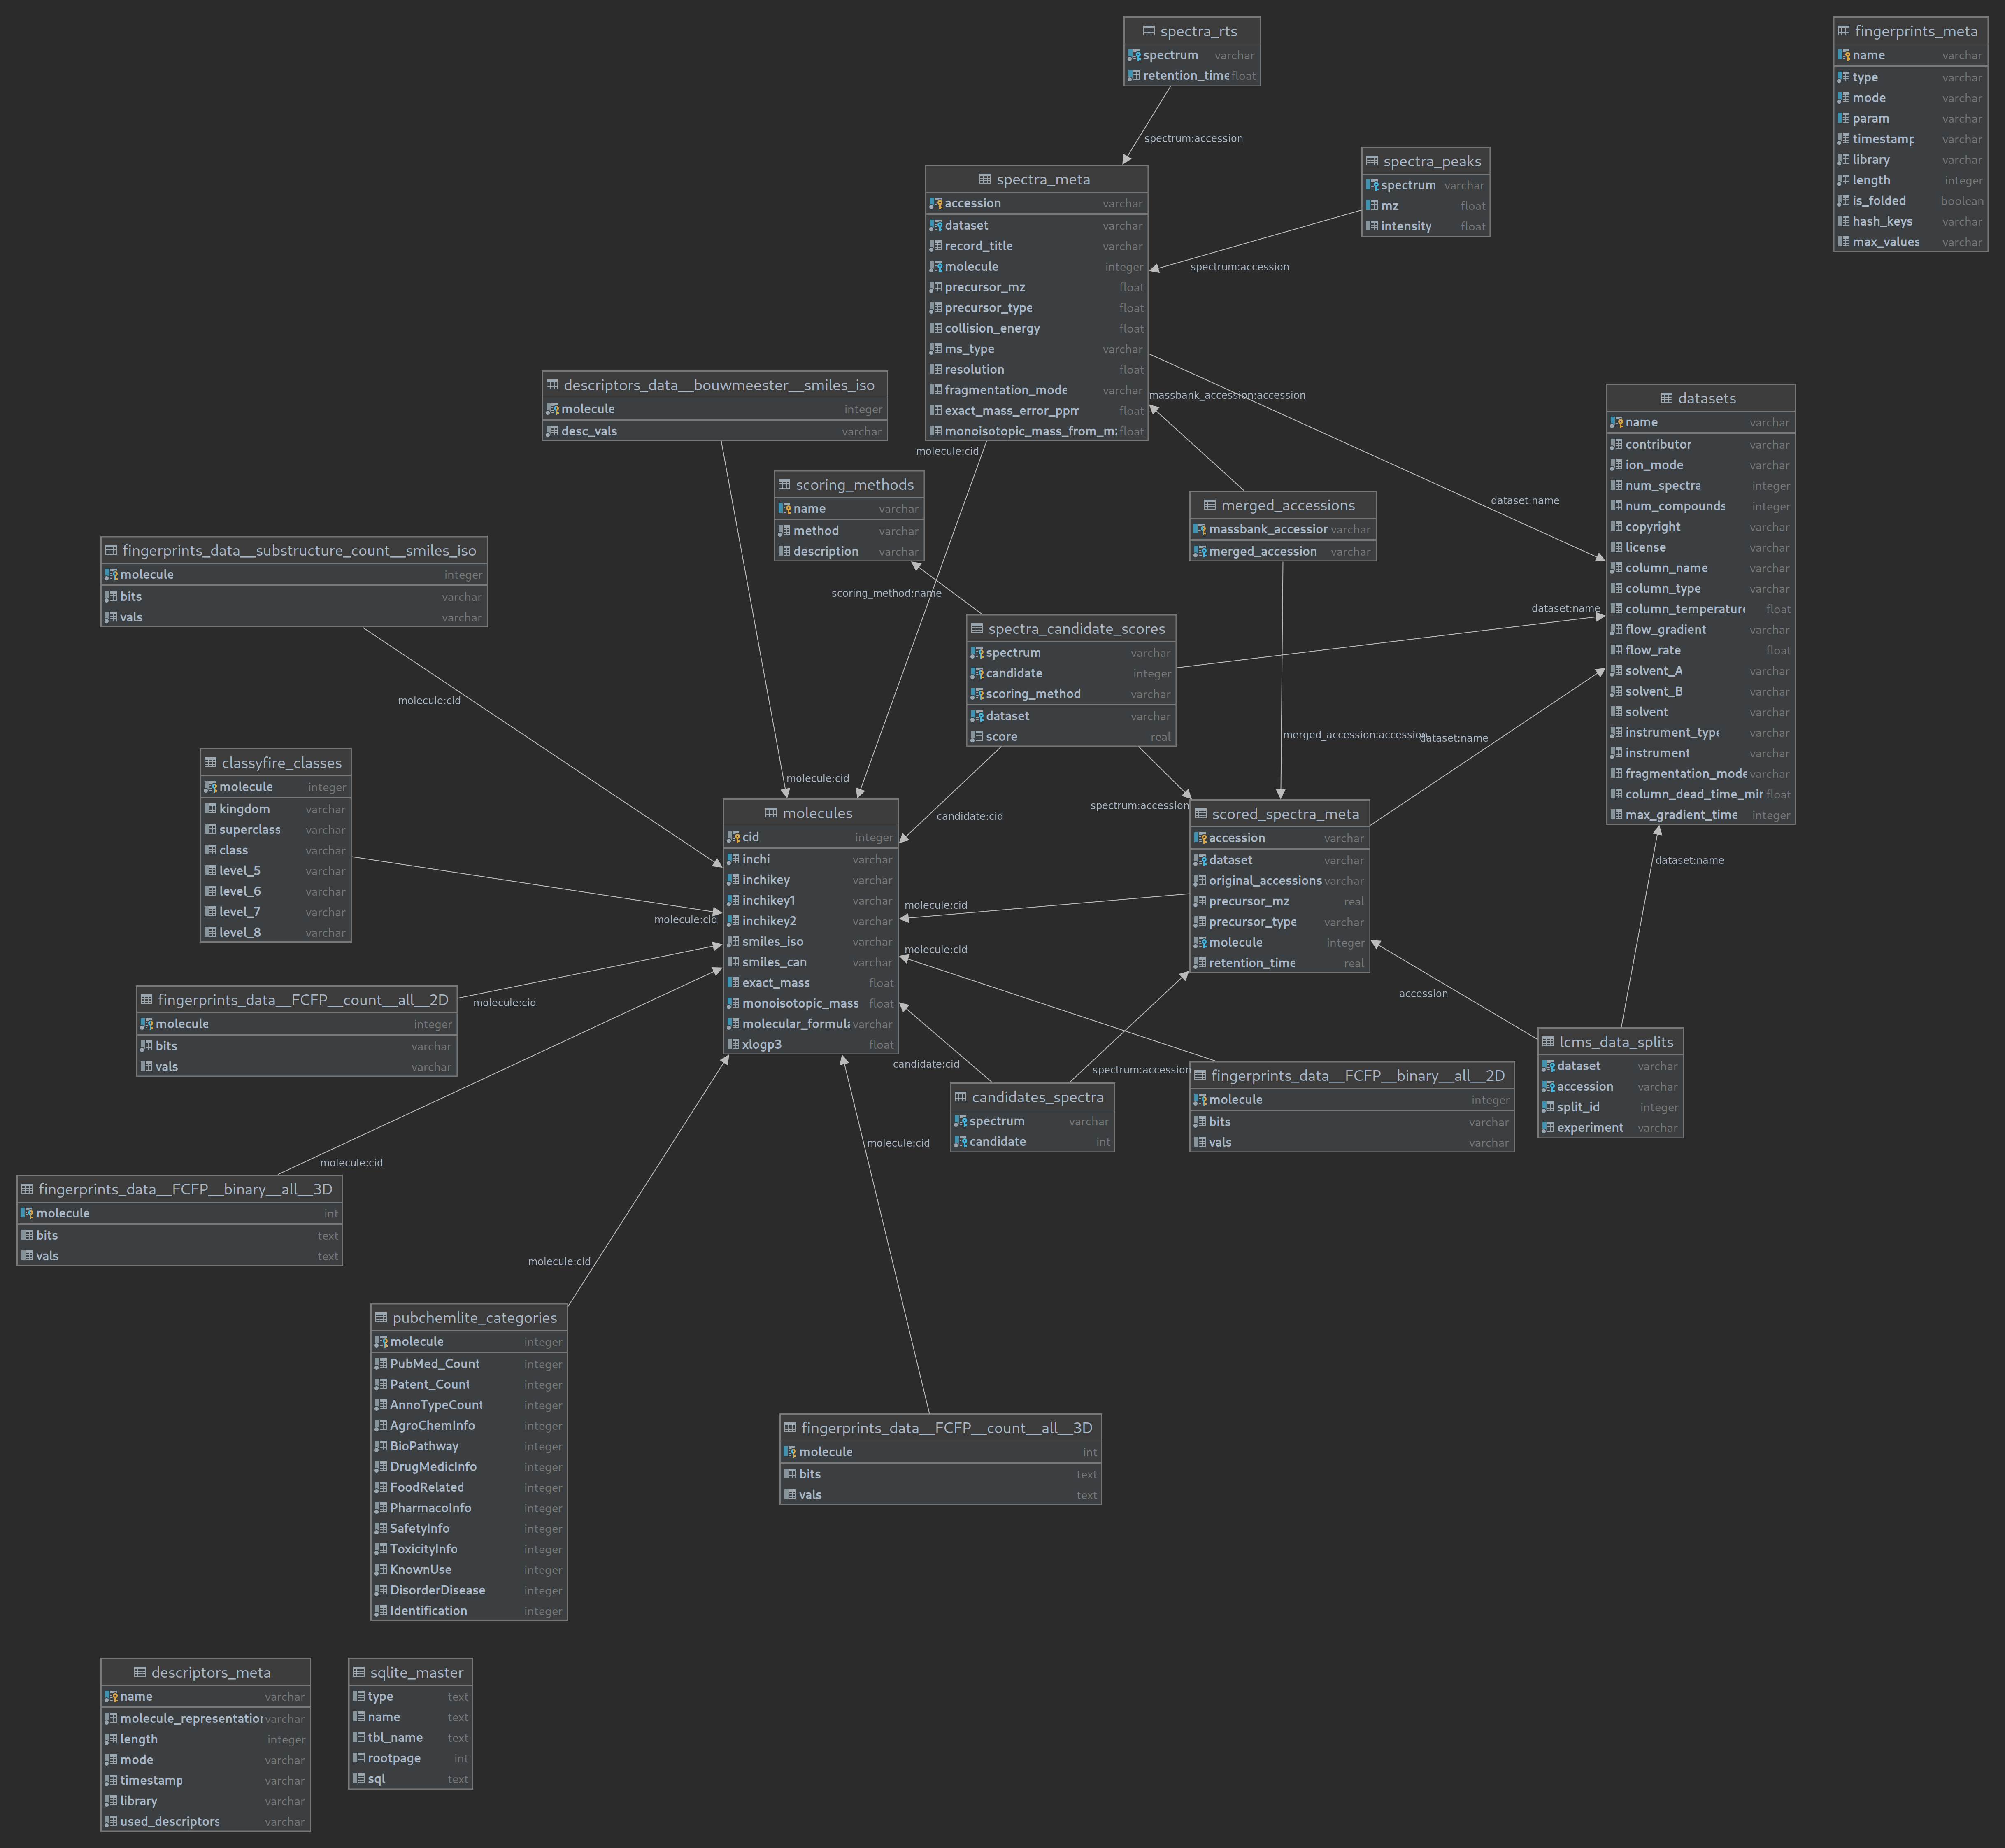 spectra_rts
spectrum varchar
retention_time float
fingerprints_meta
name varchar
type varchar
mode varchar
param varchar
timestamp varchar
library varchar
length integer
is_folded boolean
hash_keys varchar
max_values varchar
spectrum:accession
spectra_peaks
spectrum varchar
mz float
intensity float
spectrum:accession
spectra_meta
accession varchar
dataset varchar
record_title varchar
molecule integer
precursor_mz float
precursor_type float
collision_energy float
ms_type varchar
resolution float
fragmentation_mode varchar
exact_mass_error_ppm float
monoisotopic_mass_from_m float
descriptors_data__bouwmeester__smiles_iso
molecule integer
desc_vals varchar
massbank_accession:accession
molecule:cid
datasets
name varchar
contributor varchar
ion_mode varchar
num_spectra integer
num_compounds integer
copyright varchar
license varchar
column_name varchar
column_type varchar
column_temperature float
flow_gradient varchar
flow_rate float
solvent_A varchar
solvent_B varchar
solvent varchar
instrument_type varchar
instrument varchar
fragmentation_mode varchar
column_dead_time_mir float
max_gradient_time integer
scoring_methods
name varchar
method varchar
description varchar
merged_accessions
massbank_accession varchar
merged_accession varchar
dataset:name
fingerprints_data__substructure_count__smiles_iso
molecule integer
bits varchar
vals varchar
scoring_method:name
dataset:name
spectra_candidate_scores
spectrum varchar
candidate integer
scoring_method varchar
dataset varchar
score real
molecule:cid
merged_accession:accession
dataset:name
classyfire_classes
molecule integer
kingdom varchar
superclass varchar
class varchar
level_5 varchar
level_6 varchar
level_7 varchar
level_8 varchar
molecule:cid
candidate:cid
spectrum:accession
molecules
cid integer
inchi varchar
inchikey varchar
inchikey1 varchar
inchikey2 varchar
smiles_iso varchar
smiles_can varchar
exact_mass float
monoisotopic_mass float
molecular_formula varchar
xlogp3 float
scored_spectra_meta
accession varchar
dataset varchar
original_accessions varchar
precursor_mz real
precursor_type varchar
molecule integer
retention_time real
dataset:name
molecule:cid
molecule:cid
molecule:cid
molecule:cid
accession
fingerprints_data__FCFP__count__all__2D
molecule integer
bits varchar
vals varchar
lcms_data_splits
dataset varchar
accession varchar
split_id integer
experiment varchar
candidate:cid
spectrum:accession
candidates_spectra
spectrum varchar
candidate int
fingerprints_data__FCFP__binary__all__2D
molecule integer
bits varchar
vals varchar
molecule:cid
molecule:cid
fingerprints_data__FCFP__binary__all__3D
molecule int
bits text
vals text
molecule:cid
pubchemlite_categories
molecule integer
PubMed_Count integer
Patent_Count integer
AnnoTypeCount integer
AgroChemInfo integer
BioPathway integer
DrugMedicInfo integer
FoodRelated integer
PharmacoInfo integer
SafetyInfo integer
ToxicityInfo integer
KnownUse integer
DisorderDisease integer
Identification integer
fingerprints_data__FCFP__count__all__3D
molecule int
bits text
vals text
descriptors_meta
name varchar
molecule_representation varchar
length integer
mode varchar
timestamp varchar
library varchar
used_descriptors varchar
sqlite_master
type text
name text
tbl_name text
rootpage int
sql text